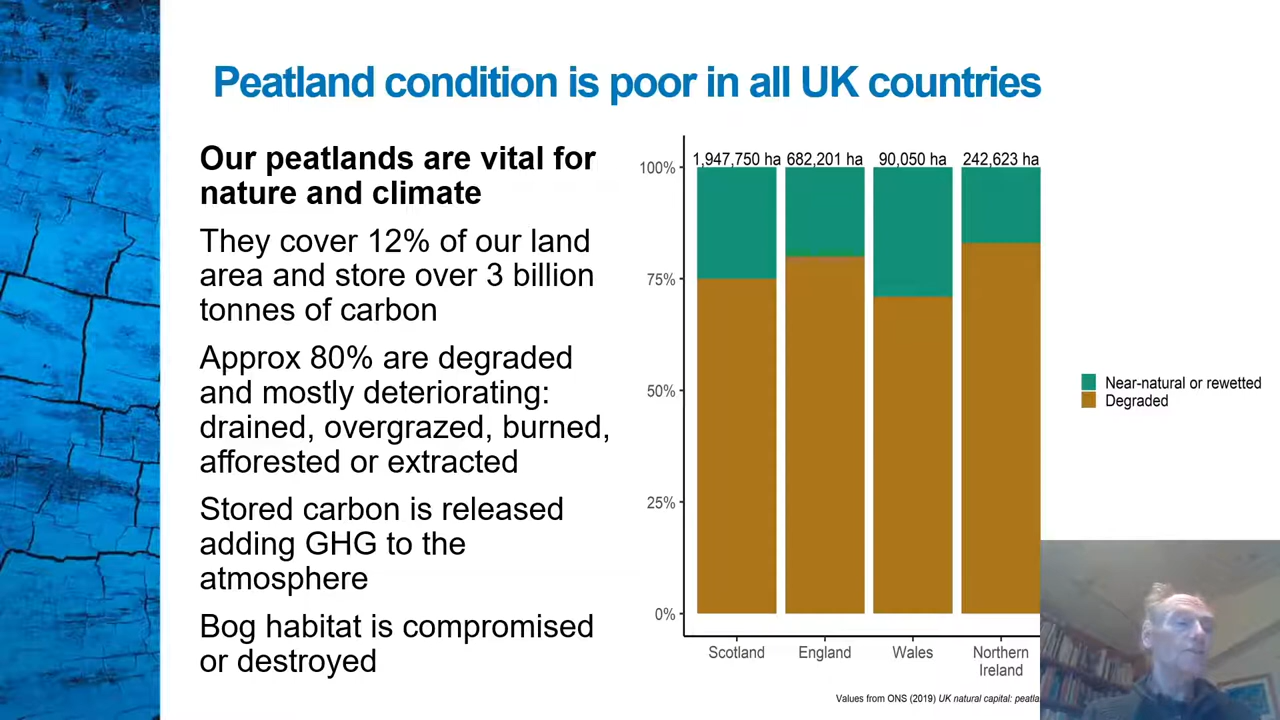 Peatland condition is poor in all UK countries
Our peatlands are vital for
nature and climate
They cover 12% of our land
area and store over 3 billion
tonnes of carbon
Approx 80% are degraded
and mostly deteriorating:
drained, overgrazed, burned,
afforested or extracted
Stored carbon is released
adding GHG to the
atmosphere
Bog habitat is compromised
or destroyed
1,947,750 ha 682,201 ha 90,050 ha 242,623 ha
100%
75%
50%
25%
0%
Scotland England Wales Northern
Ireland
Near-natural or rewetted
Degraded
Values from ONS (2019) UK natural capital: